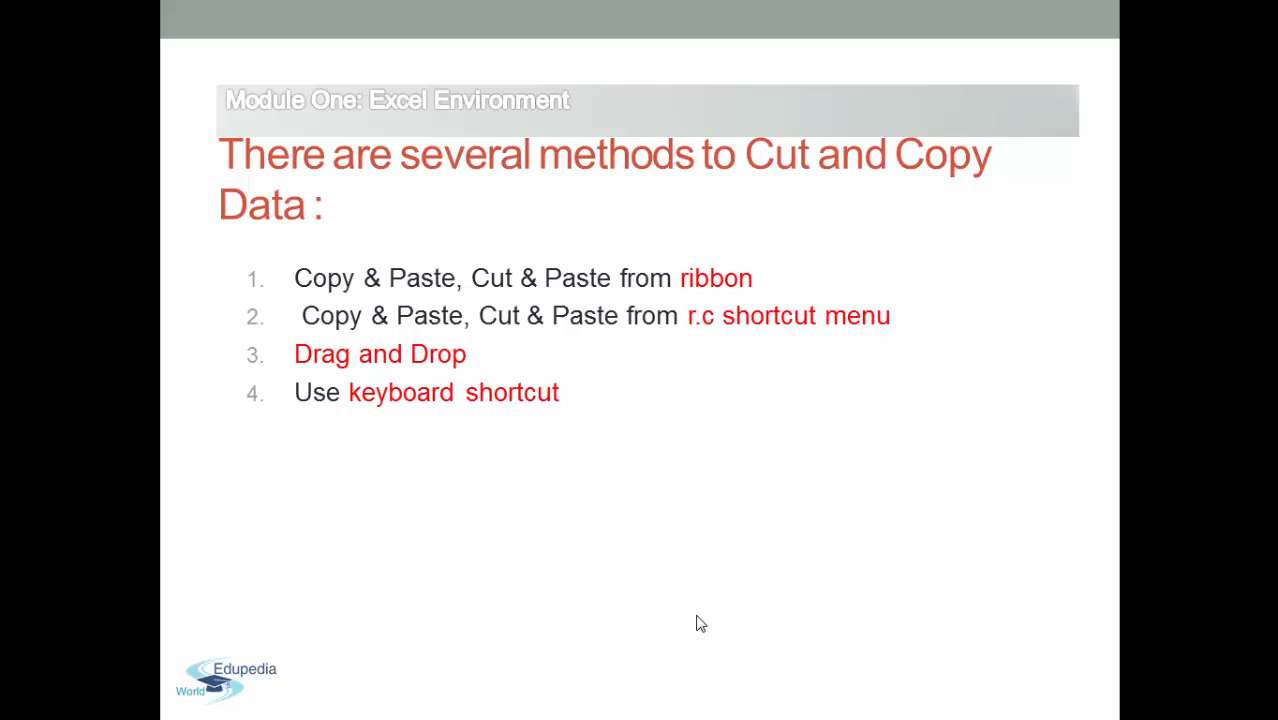 Module One: Excel Environment
There are several methods to Cut and Copy
Data :
1. Copy & Paste, Cut & Paste from ribbon
2. Copy & Paste, Cut & Paste from r.c shortcut menu
3. Drag and Drop
4. Use keyboard shortcut
Edupedia
World